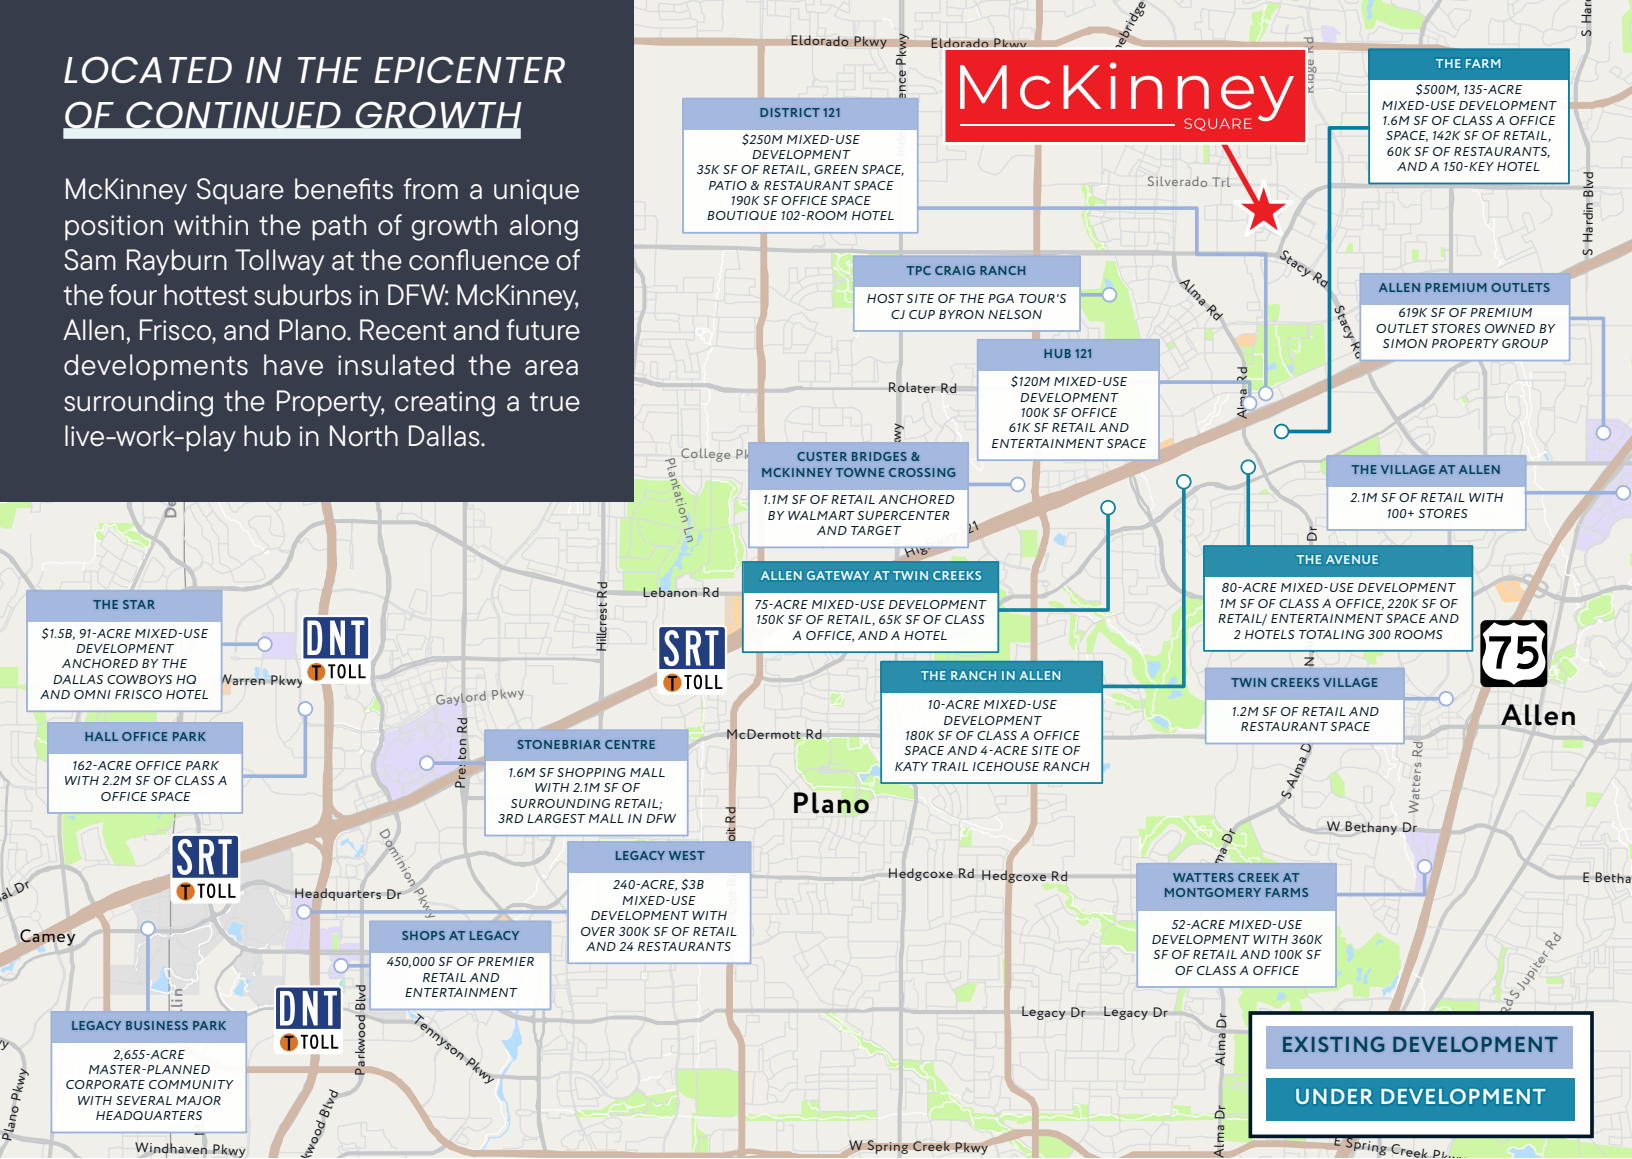 LOCATED IN THE EPICENTER
OF CONTINUED GROWTH
McKinney Square benefits from a unique
position within the path of growth along
Sam Rayburn Tollway at the confluence of
the four hottest suburbs in DFW: McKinney,
Allen, Frisco, and Plano. Recent and future
developments have insulated the area
surrounding the Property, creating a true
live-work-play hub in North Dallas.
Eldorado Pkwy
Eldorado Pkwy
McKinney
SQUARE
THE FARM
$500M, 135-ACRE
MIXED-USE DEVELOPMENT
1.6M SF OF CLASS A OFFICE
SPACE, 142K SF OF RETAIL,
60K SF OF RESTAURANTS,
AND A 150-KEY HOTEL
DISTRICT 121
$250M MIXED-USE
DEVELOPMENT
35K SF OF RETAIL, GREEN SPACE,
PATIO & RESTAURANT SPACE
190K SF OFFICE SPACE
BOUTIQUE 102-ROOM HOTEL
Silverado Trl
S Hardin Blvd
Stacy Rd
Stacy Rd
Alma Rd
Alma Rd
TPC CRAIG RANCH
HOST SITE OF THE PGA TOUR'S
CJ CUP BYRON NELSON
ALLEN PREMIUM OUTLETS
619K SF OF PREMIUM
OUTLET STORES OWNED BY
SIMON PROPERTY GROUP
HUB 121
$120M MIXED-USE
DEVELOPMENT
100K SF OFFICE
61K SF RETAIL AND
ENTERTAINMENT SPACE
Rolater Rd
College Pk
Plantation Ln
CUSTER BRIDGES &
MCKINNEY TOWNE CROSSING
1.1M SF OF RETAIL ANCHORED
BY WALMART SUPERCENTER
AND TARGET
THE VILLAGE AT ALLEN
2.1M SF OF RETAIL WITH
100+ STORES
ALLEN GATEWAY AT TWIN CREEKS
75-ACRE MIXED-USE DEVELOPMENT
150K SF OF RETAIL, 65K SF OF CLASS
A OFFICE, AND A HOTEL
THE AVENUE
80-ACRE MIXED-USE DEVELOPMENT
1M SF OF CLASS A OFFICE, 220K SF OF
RETAIL/ ENTERTAINMENT SPACE AND
2 HOTELS TOTALING 300 ROOMS
Lebanon Rd
Hillcrest Rd
THE STAR
$1.5B, 91-ACRE MIXED-USE
DEVELOPMENT
ANCHORED BY THE
DALLAS COWBOYS HQ
AND OMNI FRISCO HOTEL
DNT
TOLL
SRT
TOLL
75
Allen
Warren Pkwy
Gaylord Pkwy
Preston Rd
McDermott Rd
THE RANCH IN ALLEN
10-ACRE MIXED-USE
DEVELOPMENT
180K SF OF CLASS A OFFICE
SPACE AND 4-ACRE SITE OF
KATY TRAIL ICEHOUSE RANCH
TWIN CREEKS VILLAGE
1.2M SF OF RETAIL AND
RESTAURANT SPACE
HALL OFFICE PARK
162-ACRE OFFICE PARK
WITH 2.2M SF OF CLASS A
OFFICE SPACE
STONEBRIAR CENTRE
1.6M SF SHOPPING MALL
WITH 2.1M SF OF
SURROUNDING RETAIL;
3RD LARGEST MALL IN DFW
Plano
S Alma D
Watters Rd
W Bethany Dr
SRT
TOLL
Dominion Pkwy
Headquarters Dr
LEGACY WEST
240-ACRE, $3B
MIXED-USE
DEVELOPMENT WITH
OVER 300K SF OF RETAIL
AND 24 RESTAURANTS
Hedgcoxe Rd
Hedgcoxe Rd
E Betha
WATTERS CREEK AT
MONTGOMERY FARMS
52-ACRE MIXED-USE
DEVELOPMENT WITH 360K
SF OF RETAIL AND 100K SF
OF CLASS A OFFICE
Camey
SHOPS AT LEGACY
450,000 SF OF PREMIER
RETAIL AND
ENTERTAINMENT
S Jupiter Rd
DNT
TOLL
Parkwood Blvd
Tennyson Pkwy
Legacy Dr
Legacy Dr
Alma Dr
LEGACY BUSINESS PARK
2,655-ACRE
MASTER-PLANNED
CORPORATE COMMUNITY
WITH SEVERAL MAJOR
HEADQUARTERS
EXISTING DEVELOPMENT
UNDER DEVELOPMENT
Plano Pkwy
Windhaven Pkwy
kwood Blvd
W Spring Creek Pkwy
Alma Dr
E Spring Creek Pkwy